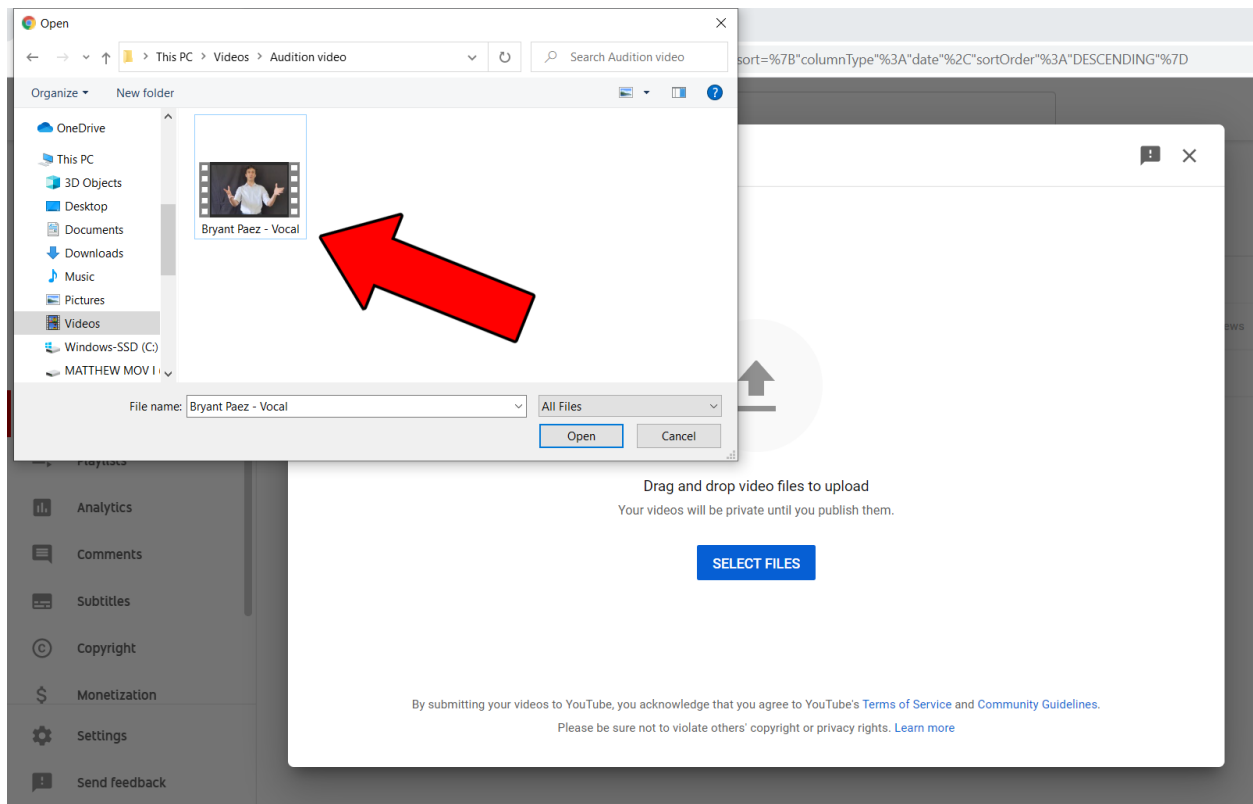 Open
This PC > Videos > Audition video
Search Audition video
sort=%7B"columnType"%3A"date"%2C"sortOrder"%3A"DESCENDING"%7D
Organize
New folder
OneDrive
This PC
3D Objects
Desktop
Documents
Downloads
Music
Pictures
Videos
Windows-SSD (C:)
MATTHEW MOV I
Bryant Paez - Vocal
File name: Bryant Paez - Vocal
All Files
Open
Cancel
Playlists
Analytics
Comments
Subtitles
Copyright
Monetization
Settings
Send feedback
Drag and drop video files to upload
Your videos will be private until you publish them.
SELECT FILES
By submitting your videos to YouTube, you acknowledge that you agree to YouTube's Terms of Service and Community Guidelines.
Please be sure not to violate others' copyright or privacy rights. Learn more